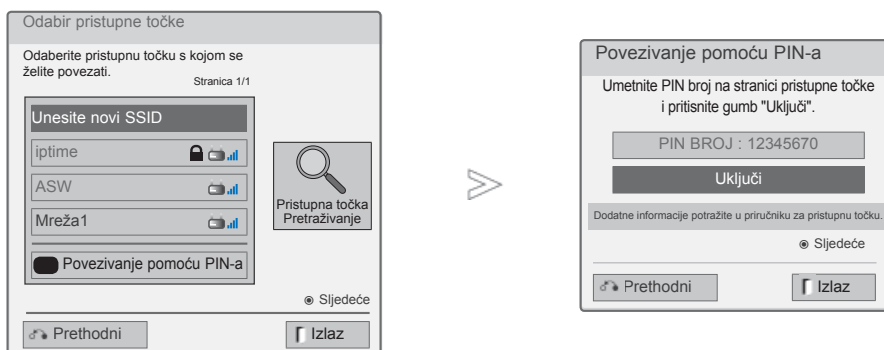 Odabir pristupne točke
Odaberite pristupnu točku s kojom se
želite povezati.
Stranica 1/1
Unesite novi SSID
iptime
ASW
Mreža1
Povezivanje pomoću PIN-a
Pristupna točka
Pretraživanje
Sljedeće
Prethodni
Izlaz
Povezivanje pomoću PIN-a
Umetnite PIN broj na stranici pristupne točke
i pritisnite gumb "Uključi".
PIN BROJ : 12345670
Uključi
Dodatne informacije potražite u priručniku za pristupnu točku.
Sljedeće
Prethodni
Izlaz